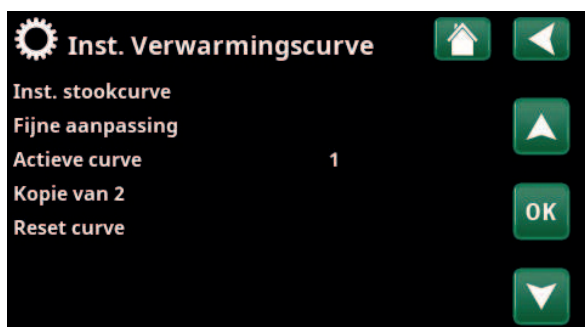 Inst. Verwarmingscurve
Inst. stookcurve
Fijne aanpassing
Actieve curve 1
Kopie van 2
Reset curve
OK